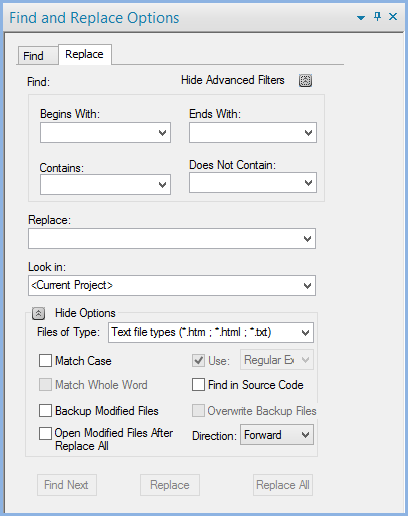 Find and Replace Options
Find
Replace
Find:
Hide Advanced Filters
Begins With:
Ends With:
Contains:
Does Not Contain:
Replace:
Look in:
<Current Project>
Hide Options
Files of Type:
Text file types (*.htm ; *.html ; *.txt)
Match Case
Use:
Regular Ex
Match Whole Word
Find in Source Code
Backup Modified Files
Overwrite Backup Files
Open Modified Files After
Replace All
Direction:
Forward
Find Next
Replace
Replace All